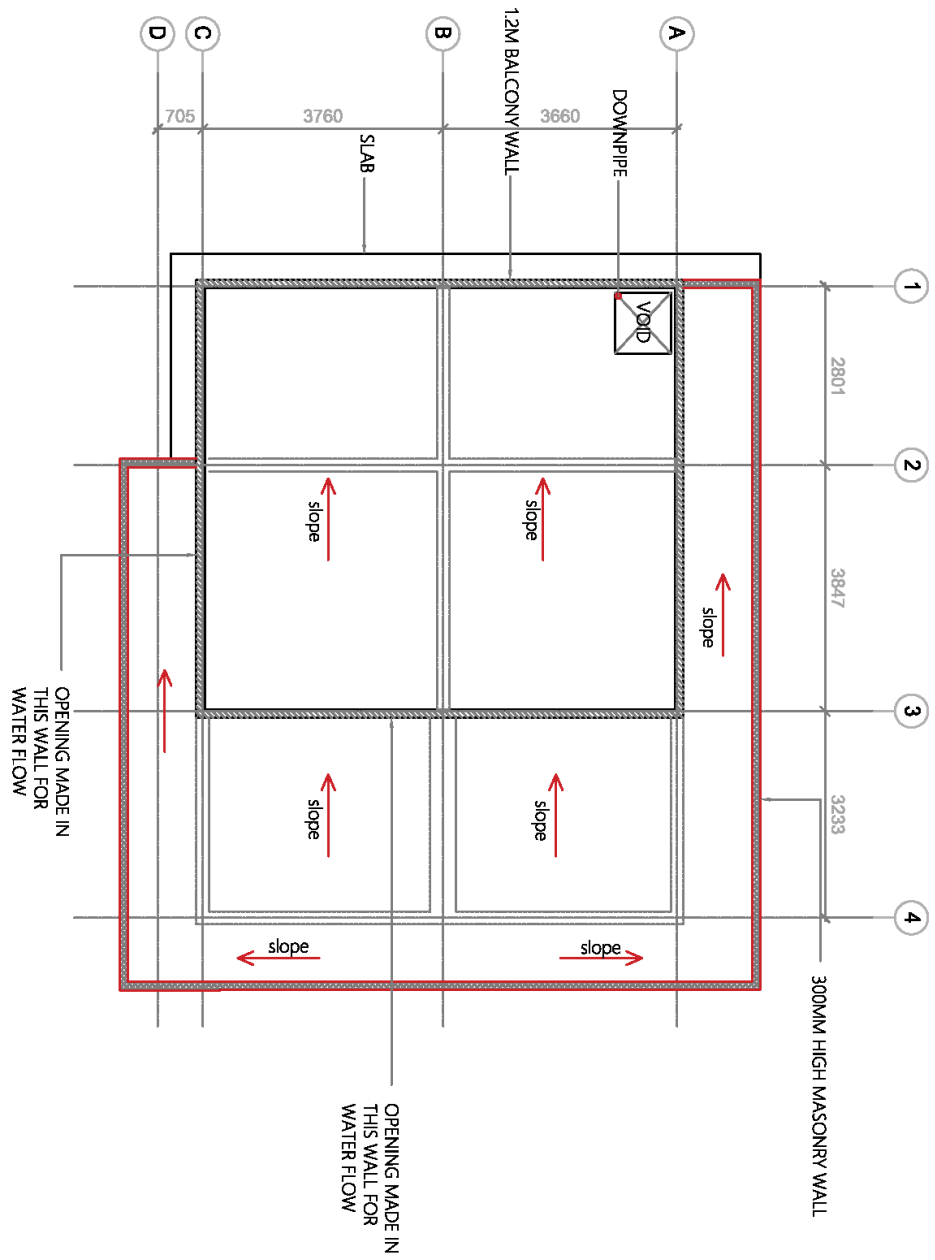 D
C
B
A
705
3760
3660
SLAB
1.2M BALCONY WALL
DOWNPIPE
VOID
1
2801
2
slope
slope
slope
3847
OPENING MADE IN
THIS WALL FOR
WATER FLOW
3
slope
slope
3233
4
slope
slope
300MM HIGH MASONRY WALL
OPENING MADE IN
THIS WALL FOR
WATER FLOW